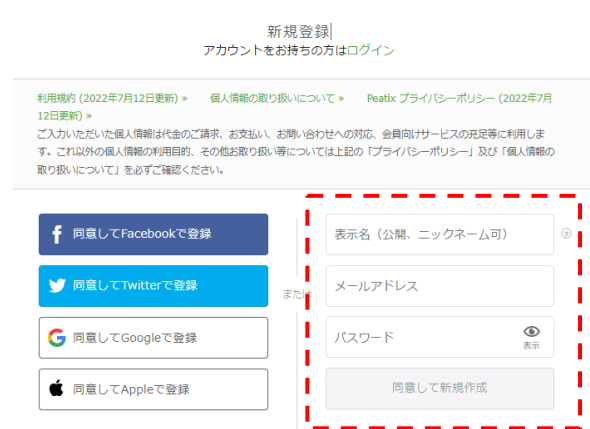 新規登録
アカウントをお持ちの方はログイン
利用規約 (2022年7月12日更新) » 個人情報の取り扱いについて » Peatix プライバシーポリシー (2022年7月
12日更新) »
ご入力いただいた個人情報は代金のご請求、お支払い、お問い合わせへの対応、会員向けサービスの充足等に利用しま
す。これ以外の個人情報の利用目的、その他お取り扱い等については上記の「プライバシーポリシー」及び「個人情報の
取り扱いについて」を必ずご確認ください。
同意してFacebookで登録
同意してTwitterで登録
同意してGoogleで登録
同意してAppleで登録
または
表示名（公開、ニックネーム可）
?
メールアドレス
パスワード
表示
同意して新規作成